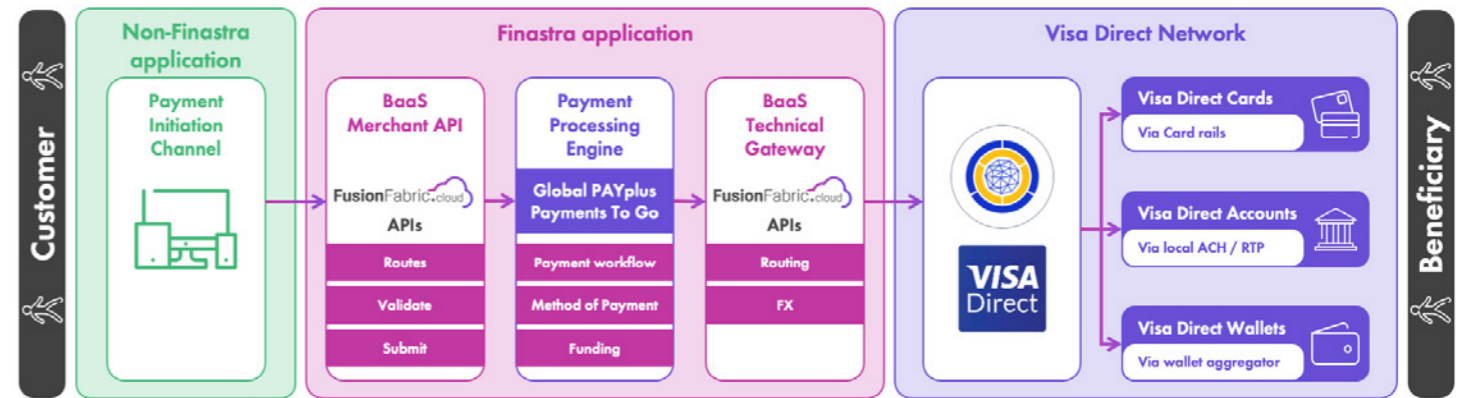 Customer
Non-Finastra
application
Payment
Initiation
Channel
Finastra application
BaaS
Merchant API
FusionFabric.cloud
APIs
Routes
Validate
Submit
Payment
Processing
Engine
Global PAYplus
Payments To Go
Payment workflow
Method of Payment
Funding
BaaS
Technical
Gateway
FusionFabric.cloud
APIs
Routing
FX
Visa Direct Network
VISA
Direct
Visa Direct Cards
Via Card rails
Visa Direct Accounts
Via local ACH / RTP
Visa Direct Wallets
Via wallet aggregator
Beneficiary